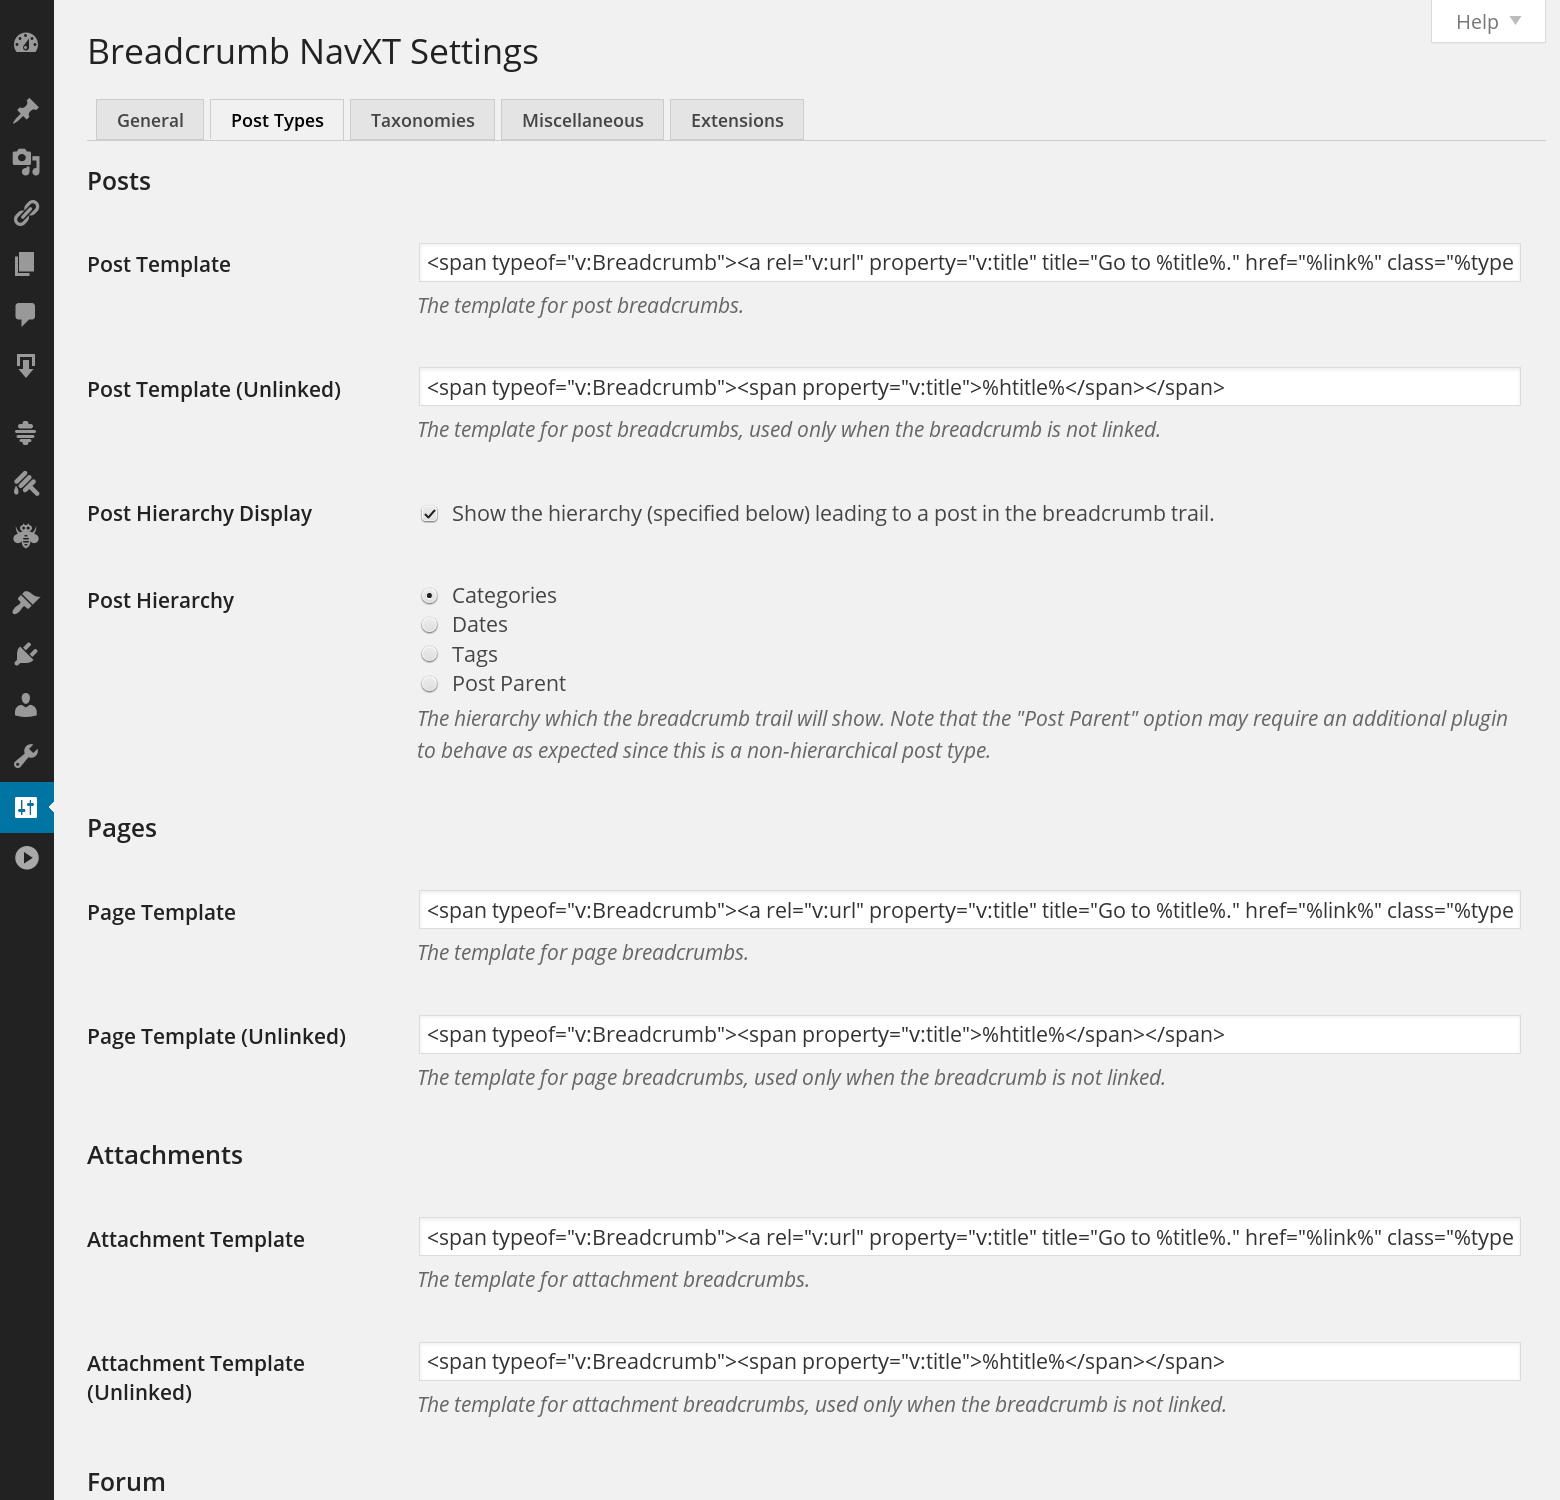 Help
Breadcrumb NavXT Settings
General
Post Types
Taxonomies
Miscellaneous
Extensions
Posts
Post Template
<span typeof="v:Breadcrumb"><a rel="v:url" property="v:title" title="Go to %title%." href="%link%" class="%type
The template for post breadcrumbs.
Post Template (Unlinked)
<span typeof="v:Breadcrumb"><span property="v:title">%htitle%</span></span>
The template for post breadcrumbs, used only when the breadcrumb is not linked.
Post Hierarchy Display
Show the hierarchy (specified below) leading to a post in the breadcrumb trail.
Post Hierarchy
Categories
Dates
Tags
Post Parent
The hierarchy which the breadcrumb trail will show. Note that the "Post Parent" option may require an additional plugin
to behave as expected since this is a non-hierarchical post type.
Pages
Page Template
<span typeof="v:Breadcrumb"><a rel="v:url" property="v:title" title="Go to %title%." href="%link%" class="%type
The template for page breadcrumbs.
Page Template (Unlinked)
<span typeof="v:Breadcrumb"><span property="v:title">%htitle%</span></span>
The template for page breadcrumbs, used only when the breadcrumb is not linked.
Attachments
Attachment Template
<span typeof="v:Breadcrumb"><a rel="v:url" property="v:title" title="Go to %title%." href="%link%" class="%type
The template for attachment breadcrumbs.
Attachment Template
(Unlinked)
<span typeof="v:Breadcrumb"><span property="v:title">%htitle%</span></span>
The template for attachment breadcrumbs, used only when the breadcrumb is not linked.
Forum